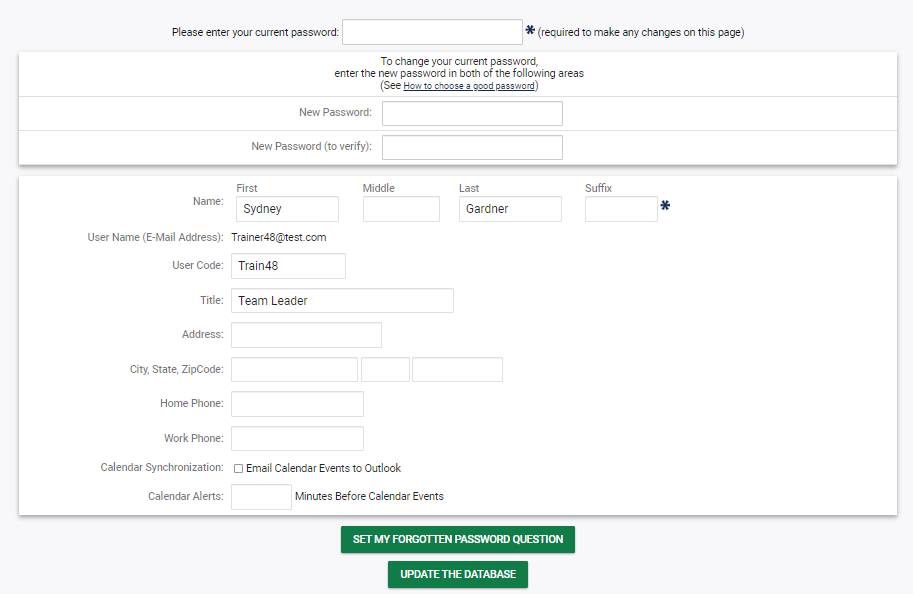 Please enter your current password: * (required to make any changes on this page)
To change your current password,
enter the new password in both of the following areas
(See How to choose a good password)
New Password:
New Password (to verify):
First Middle Last Suffix
Name: Sydney Gardner *
User Name (E-Mail Address): Trainer48@test.com
User Code: Train48
Title: Team Leader
Address:
City, State, ZipCode:
Home Phone:
Work Phone:
Calendar Synchronization: Email Calendar Events to Outlook
Calendar Alerts: Minutes Before Calendar Events
SET MY FORGOTTEN PASSWORD QUESTION
UPDATE THE DATABASE